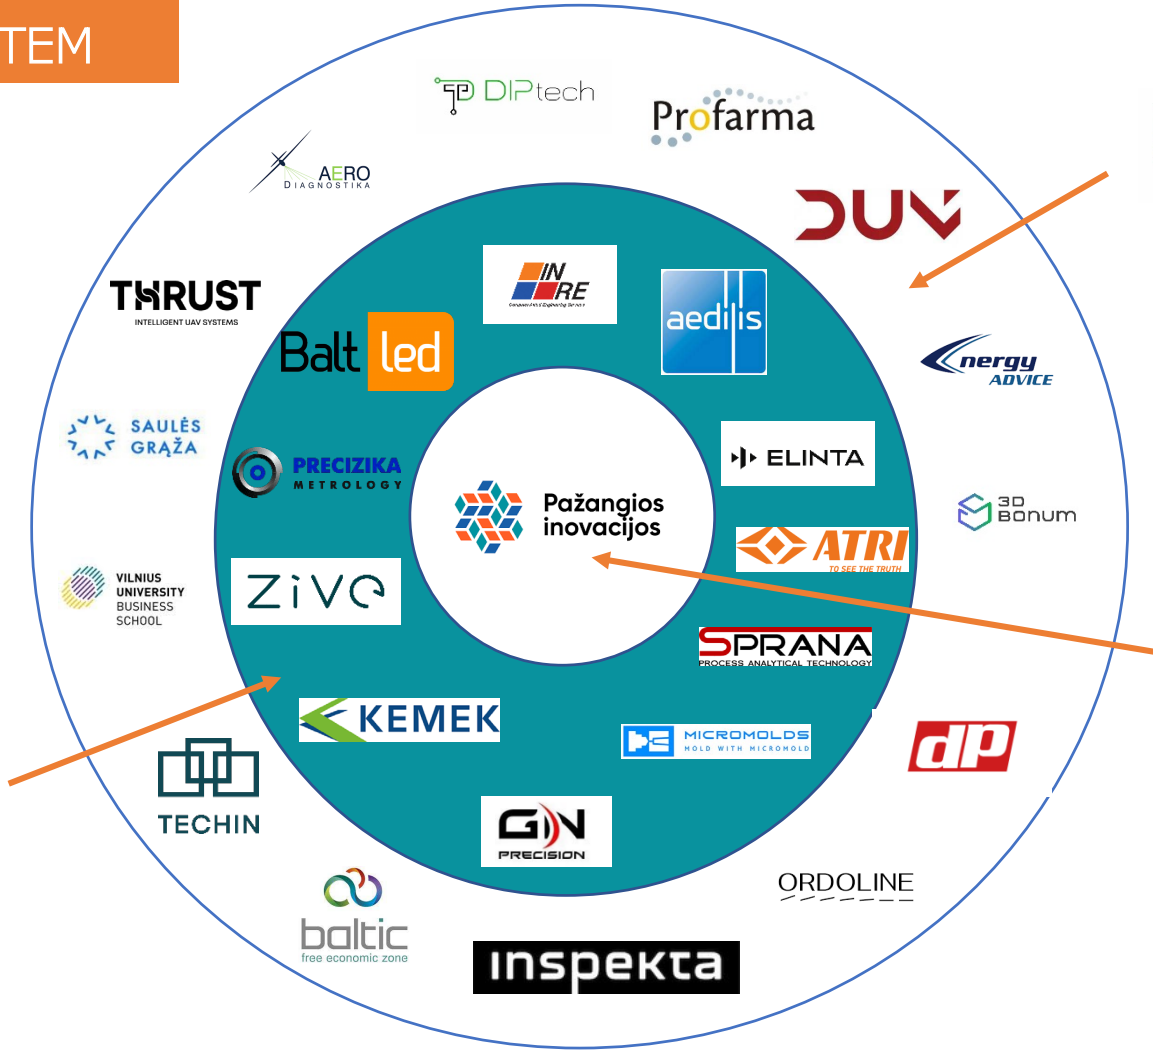 TEM
DIPtech
Profarma
AERO
DIAGNOSTIKA
DUV
IN
RE
THRUST
INTELLIGENT UAV SYSTEMS
aedilis
Balt led
nergy
ADVICE
SAULĖS
GRĄŽA
PRECIZIKA
METROLOGY
ELINTA
Pažangios
inovacijos
3D
BONUM
ATRI
TO SEE THE TRUTH
VILNIUS
UNIVERSITY
BUSINESS
SCHOOL
ZiVe
SPRANA
PROCESS ANALYTICAL TECHNOLOGY
KEMEK
MICROMOLDS
MOLD WITH MICROMOLD
dP
TECHIN
GIN
PRECISION
ORDOLINE
baltic
free economic zone
inspekta